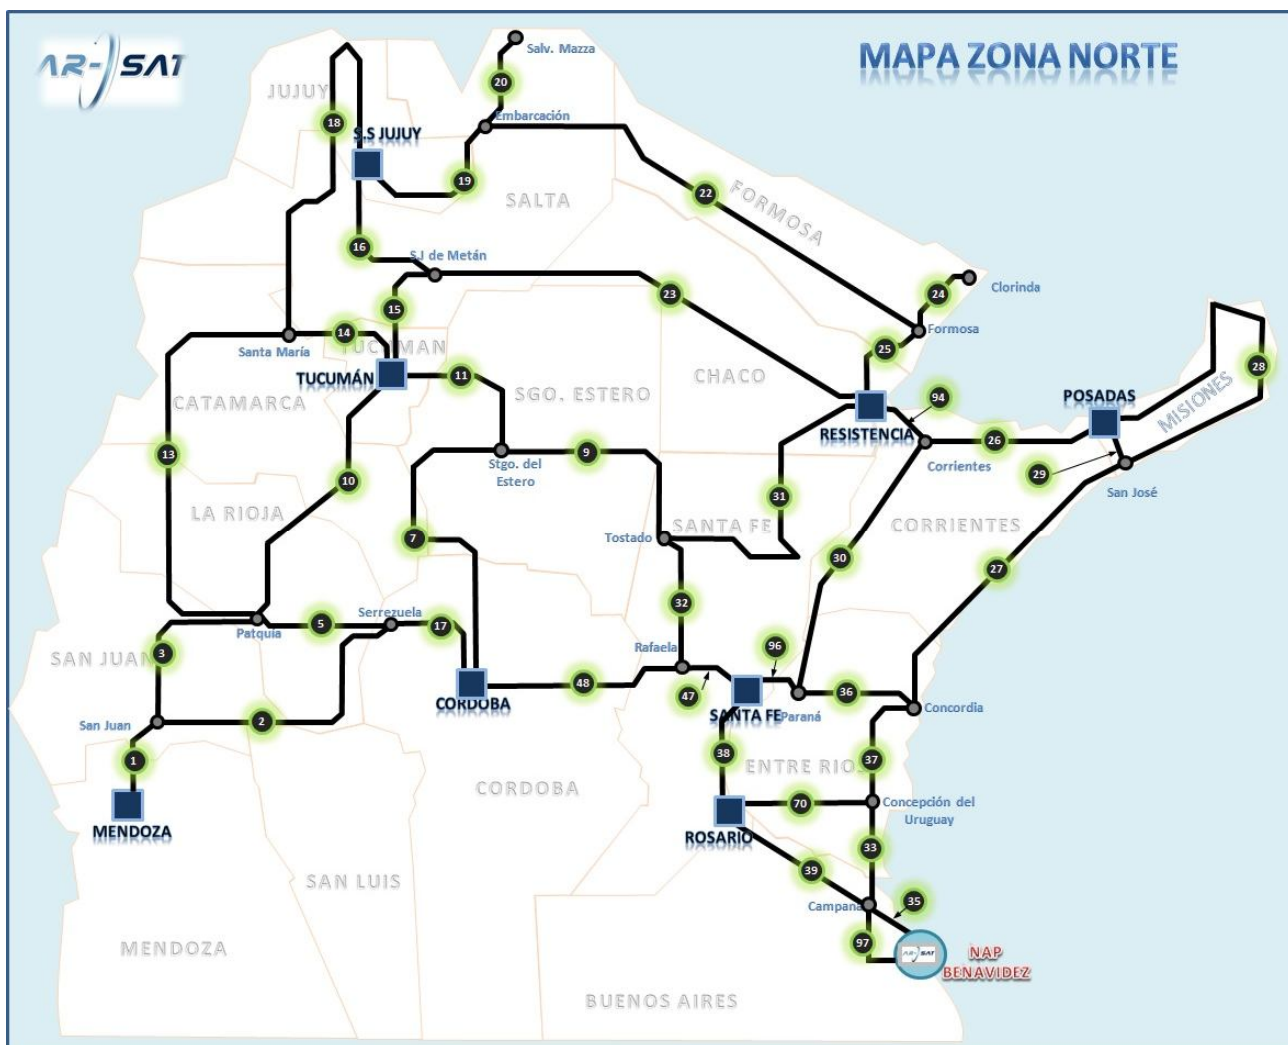 AR-SAT
MAPA ZONA NORTE
Salv. Mazza
20
JUJUY
Embarcación
18
S.S JUJUY
19
22
SALTA
FORMOSA
16
S.J de Metán
Clorinda
23
24
15
Formosa
14
25
Santa María
TUCUMAN
TUCUMÁN
11
28
CHACO
SGO. ESTERO
CATAMARCA
94
POSADAS
MISIONES
RESISTENCIA
26
Corrientes
13
9
Stgo. del
Estero
10
29
San José
31
LA RIOJA
SANTA FE
CORRIENTES
7
Tostado
30
27
32
Serrezuela
5
17
Patquia
96
Rafaela
SAN JUAN
3
48
47
36
CORDOBA
SANTA FE
Paraná
Concordia
San Juan
2
38
1
37
ENTRE RIOS
CORDOBA
MENDOZA
70
Concepción del
Uruguay
ROSARIO
33
39
SAN LUIS
Campana
35
97
AR-SAT
NAP
BENAVIDEZ
MENDOZA
BUENOS AIRES